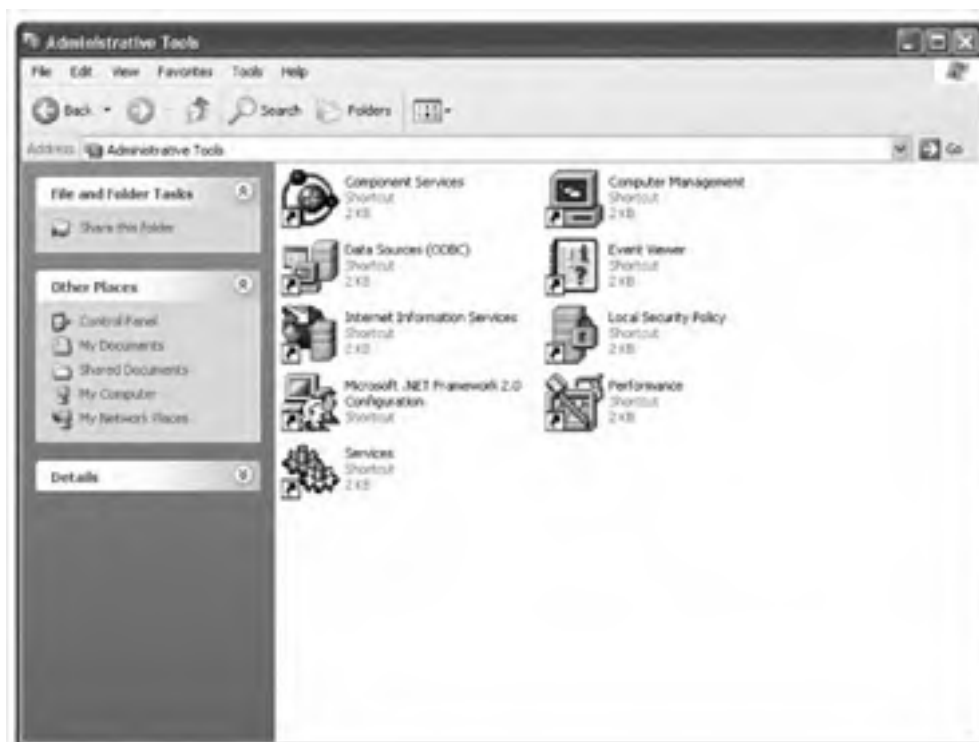 Administrative Tools
File Edit View Favorites Tools Help
Back Search Folders
Address Administrative Tools Go
File and Folder Tasks
Share this folder
Other Places
Control Panel
My Documents
Shared Documents
My Computer
My Network Places
Details
Component Services
Shortcut
2 KB
Computer Management
Shortcut
2 KB
Data Sources (ODBC)
Shortcut
2 KB
Event Viewer
Shortcut
2 KB
Internet Information Services
Shortcut
2 KB
Local Security Policy
Shortcut
2 KB
Microsoft .NET Framework 2.0
Configuration
Shortcut
Performance
Shortcut
2 KB
Services
Shortcut
2 KB